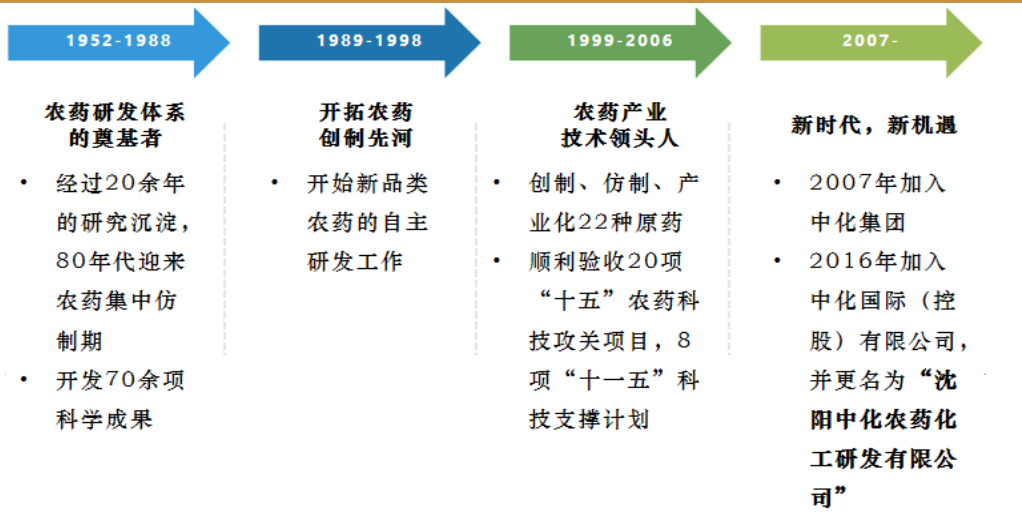 1952-1988
农药研发体系
的奠基者
• 经过20余年
的研究沉淀，
80年代迎来
农药集中仿
制期
• 开发70余项
科学成果
1989-1998
开拓农药
创制先河
• 开始新品类
农药的自主
研发工作
1999-2006
农药产业
技术领头人
• 创制、仿制、产
业化22种原药
• 顺利验收20项
“十五”农药科
技攻关项目，8
项“十一五”科
技支撑计划
2007-
新时代，新机遇
• 2007年加入
中化集团
• 2016年加入
中化国际（控
股）有限公司，
并更名为“沈
阳中化农药化
工研发有限公
司”